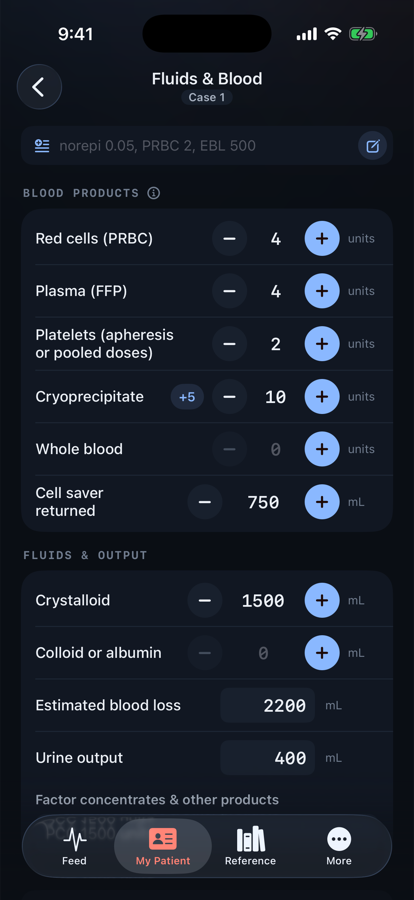 9:41
Fluids & Blood
Case 1
norepi 0.05, PRBC 2, EBL 500
BLOOD PRODUCTS
Red cells (PRBC) − 4 + units
Plasma (FFP) − 4 + units
Platelets (apheresis
or pooled doses) − 2 + units
Cryoprecipitate +5 − 10 + units
Whole blood − 0 + units
Cell saver
returned − 750 + mL
FLUIDS & OUTPUT
Crystalloid − 1500 + mL
Colloid or albumin − 0 + mL
Estimated blood loss 2200 mL
Urine output 400 mL
Factor concentrates & other products
Feed My Patient Reference More